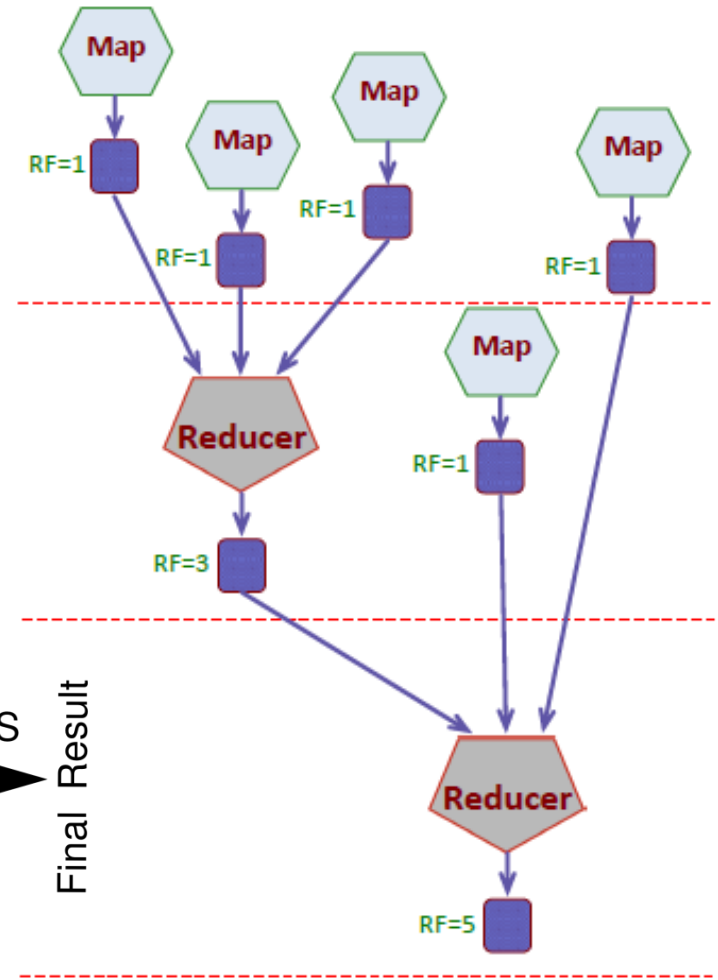 Map
Map
Map
Map
RF=1
RF=1
RF=1
RF=1
Map
Reducer
RF=1
RF=3
S
Final Result
Reducer
RF=5